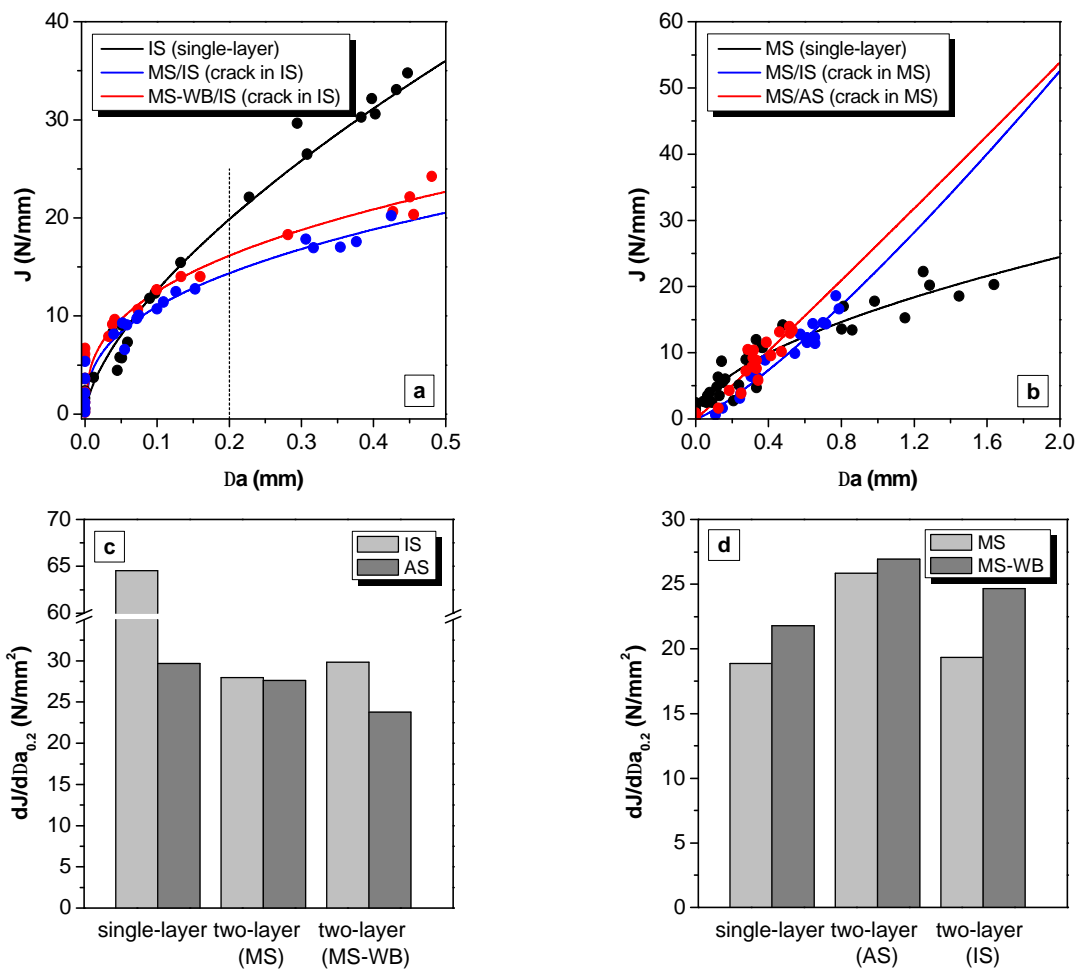 40
30
20
10
0
J (N/mm)
IS (single-layer)
MS/IS (crack in IS)
MS-WB/IS (crack in IS)
a
0.0 0.1 0.2 0.3 0.4 0.5
Da (mm)
60
50
40
30
20
10
0
J (N/mm)
MS (single-layer)
MS/IS (crack in MS)
MS/AS (crack in MS)
b
0.0 0.4 0.8 1.2 1.6 2.0
Da (mm)
70
65
60
30
25
20
15
10
5
0
dJ/dDa0.2 (N/mm2)
c
IS
AS
single-layer two-layer two-layer
(MS) (MS-WB)
30
25
20
15
10
5
0
dJ/dDa0.2 (N/mm2)
d
MS
MS-WB
single-layer two-layer two-layer
(AS) (IS)